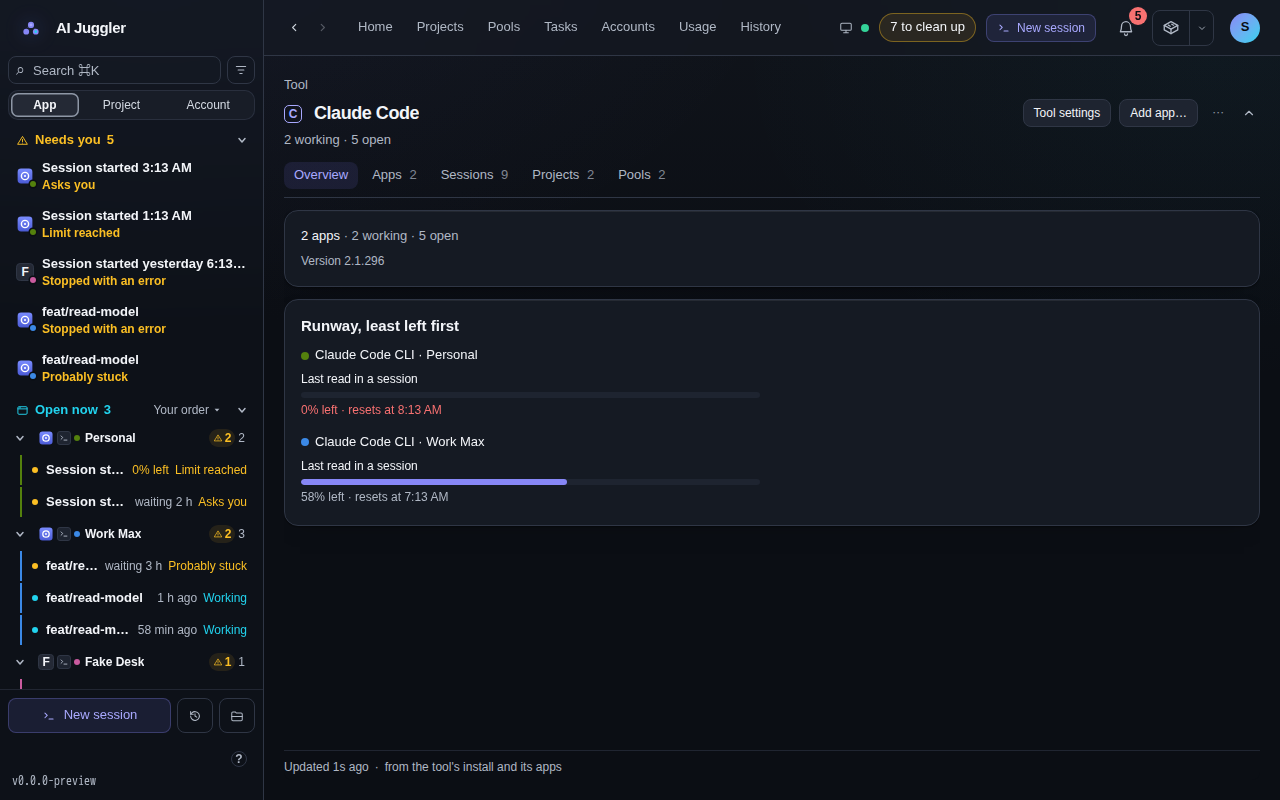 AI Juggler
Search ⌘K
App Project Account
Needs you 5
Session started 3:13 AM
Asks you
Session started 1:13 AM
Limit reached
F Session started yesterday 6:13…
Stopped with an error
feat/read-model
Stopped with an error
feat/read-model
Probably stuck
Open now 3 Your order
Personal 2 2
Session st… 0% left Limit reached
Session st… waiting 2 h Asks you
Work Max 2 3
feat/re… waiting 3 h Probably stuck
feat/read-model 1 h ago Working
feat/read-m… 58 min ago Working
F Fake Desk 1 1
New session
?
v0.0.0-preview
Home Projects Pools Tasks Accounts Usage History
7 to clean up
New session
5
S
Tool
C Claude Code
Tool settings Add app… ···
2 working · 5 open
Overview Apps 2 Sessions 9 Projects 2 Pools 2
2 apps · 2 working · 5 open
Version 2.1.296
Runway, least left first
Claude Code CLI · Personal
Last read in a session
0% left · resets at 8:13 AM
Claude Code CLI · Work Max
Last read in a session
58% left · resets at 7:13 AM
Updated 1s ago · from the tool's install and its apps